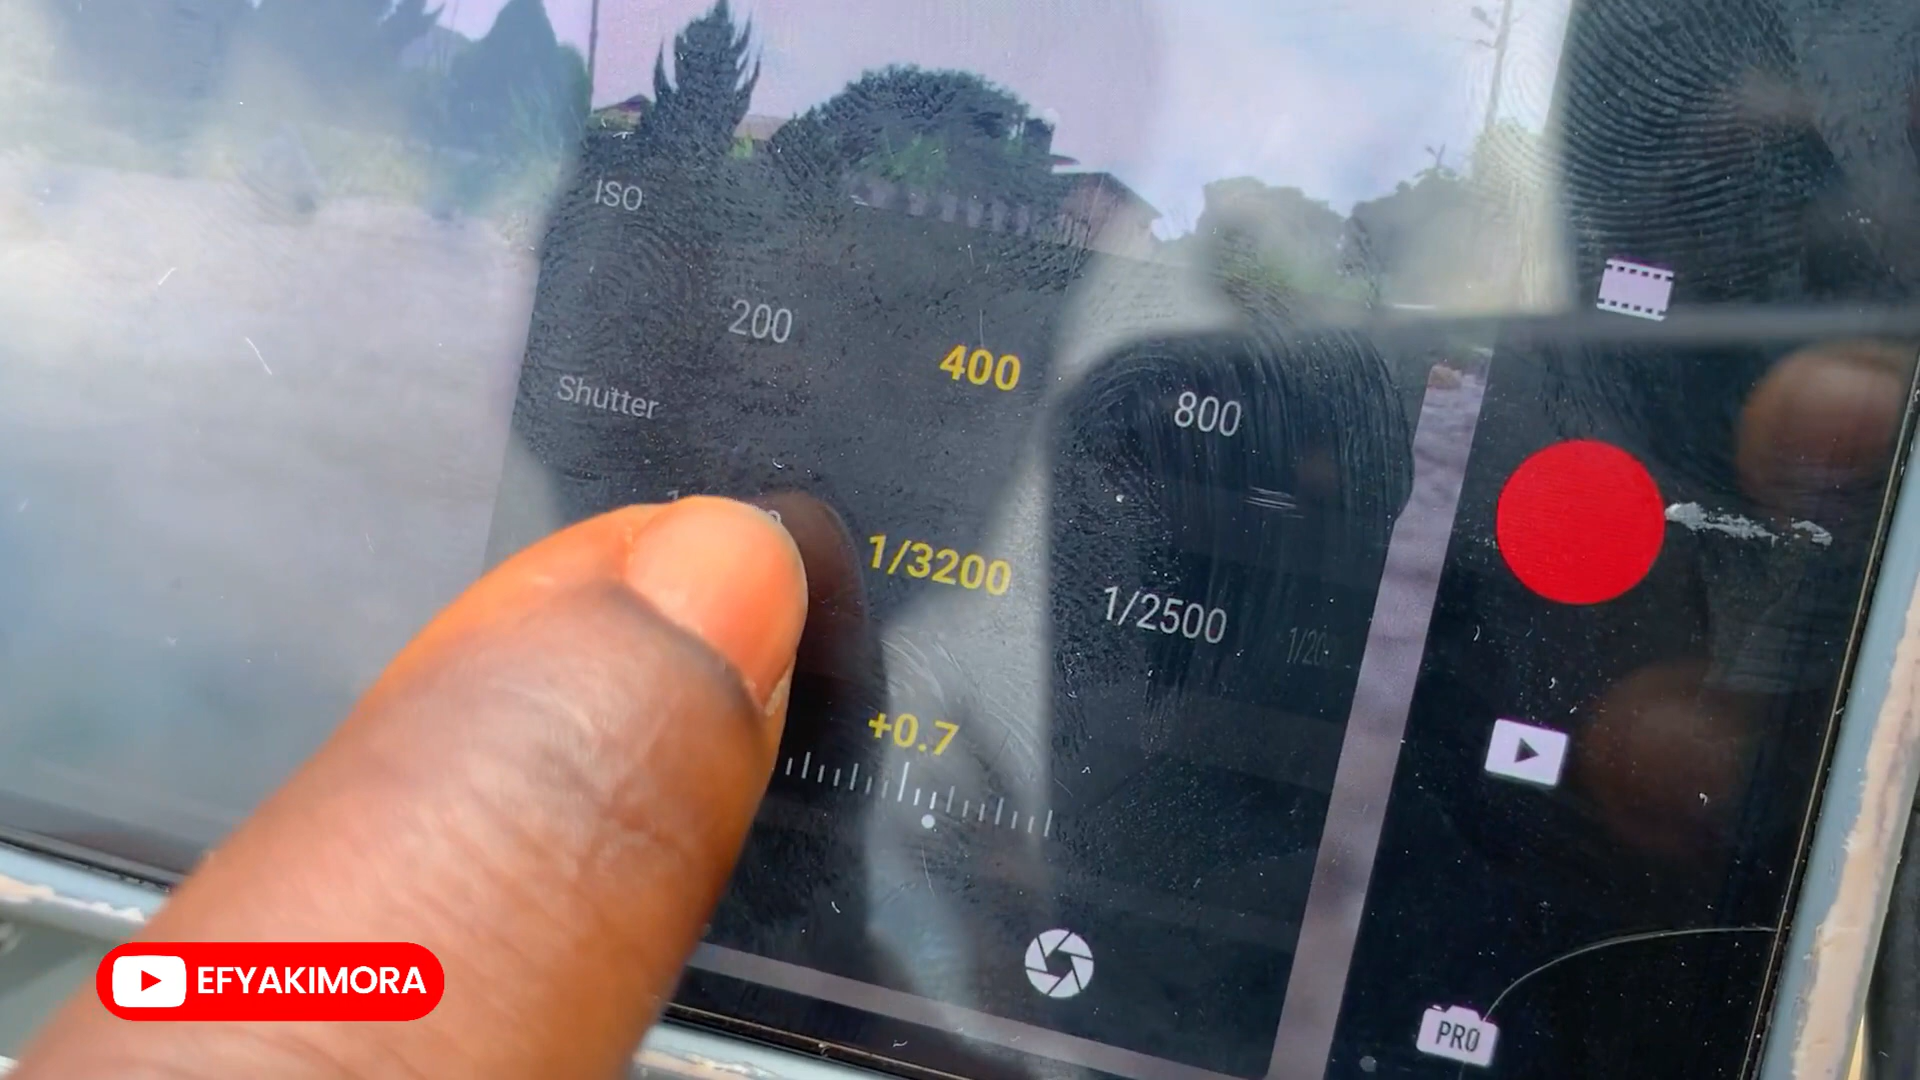 ISO
200 400 800
Shutter
1/3200 1/2500
+0.7
PRO
EFYAKIMORA